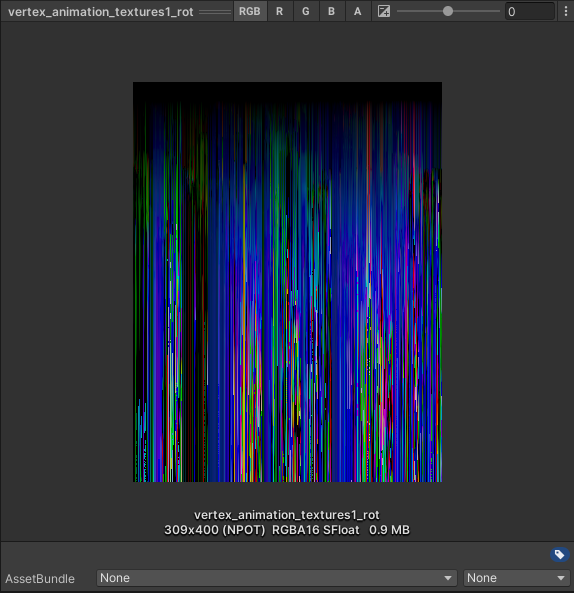 vertex_animation_textures1_rot RGB R G B A 0
vertex_animation_textures1_rot
309x400 (NPOT) RGBA16 SFloat 0.9 MB
AssetBundle None None